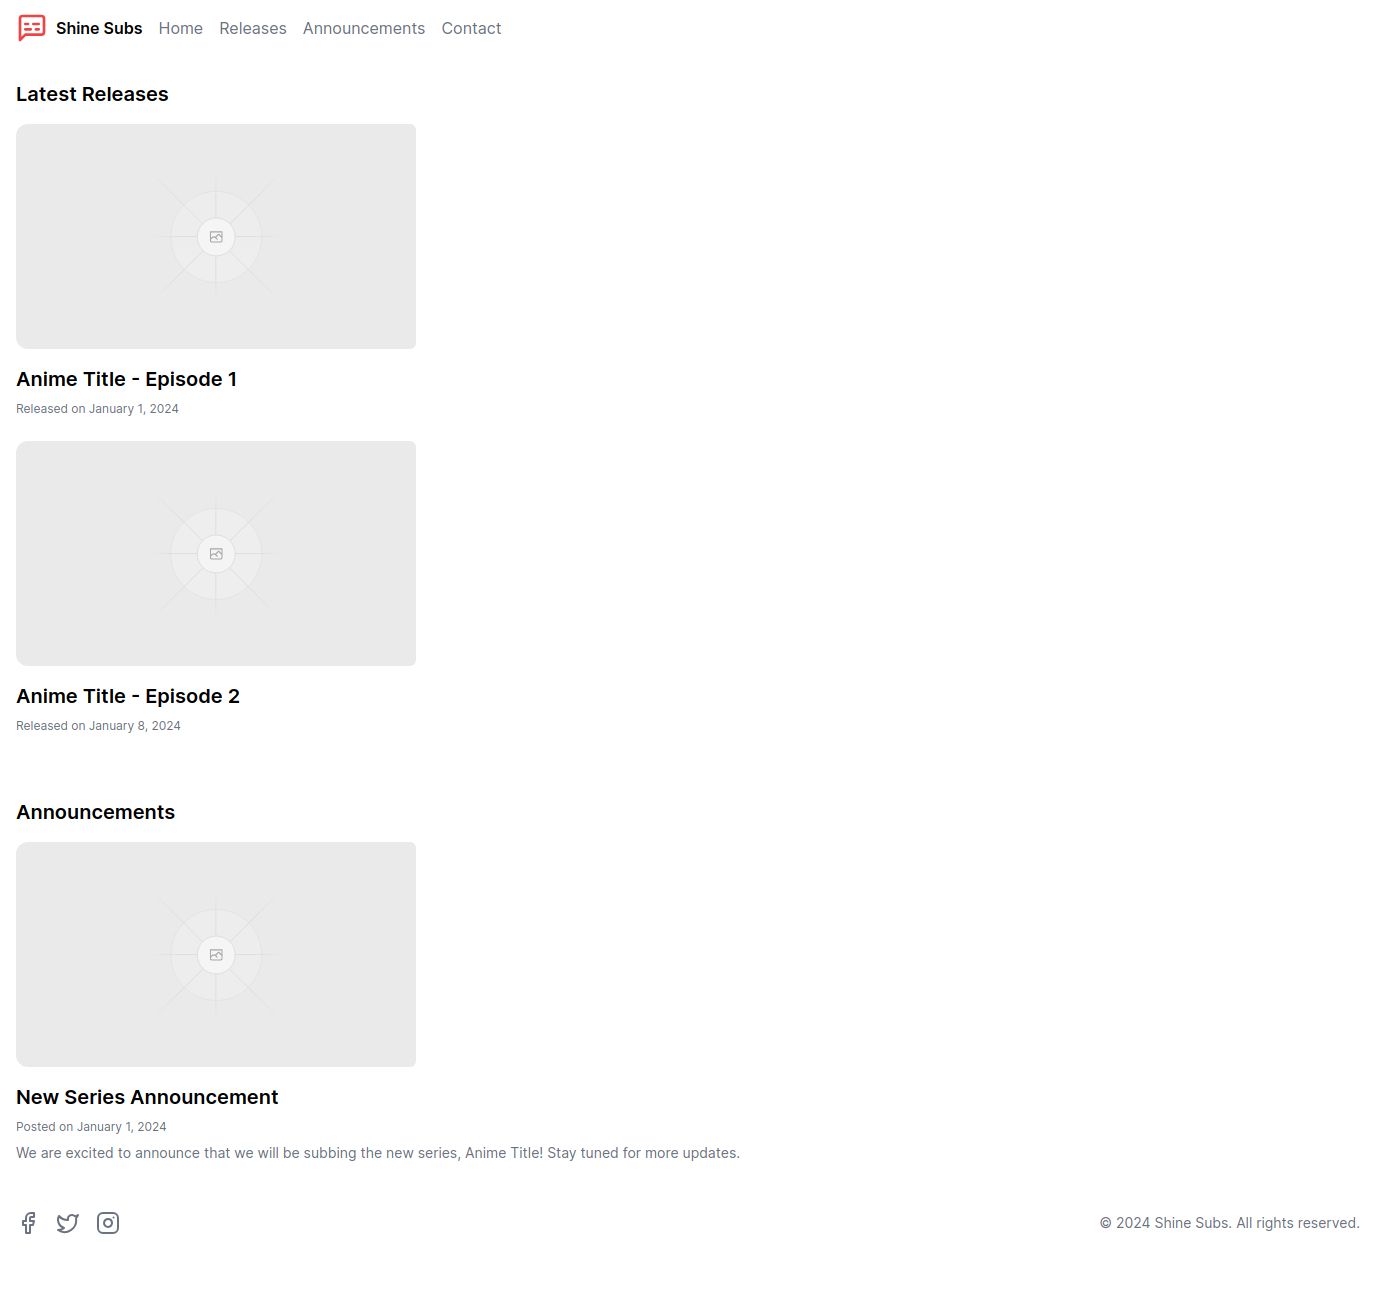 Shine Subs Home Releases Announcements Contact
Latest Releases
Anime Title - Episode 1
Released on January 1, 2024
Anime Title - Episode 2
Released on January 8, 2024
Announcements
New Series Announcement
Posted on January 1, 2024
We are excited to announce that we will be subbing the new series, Anime Title! Stay tuned for more updates.
© 2024 Shine Subs. All rights reserved.